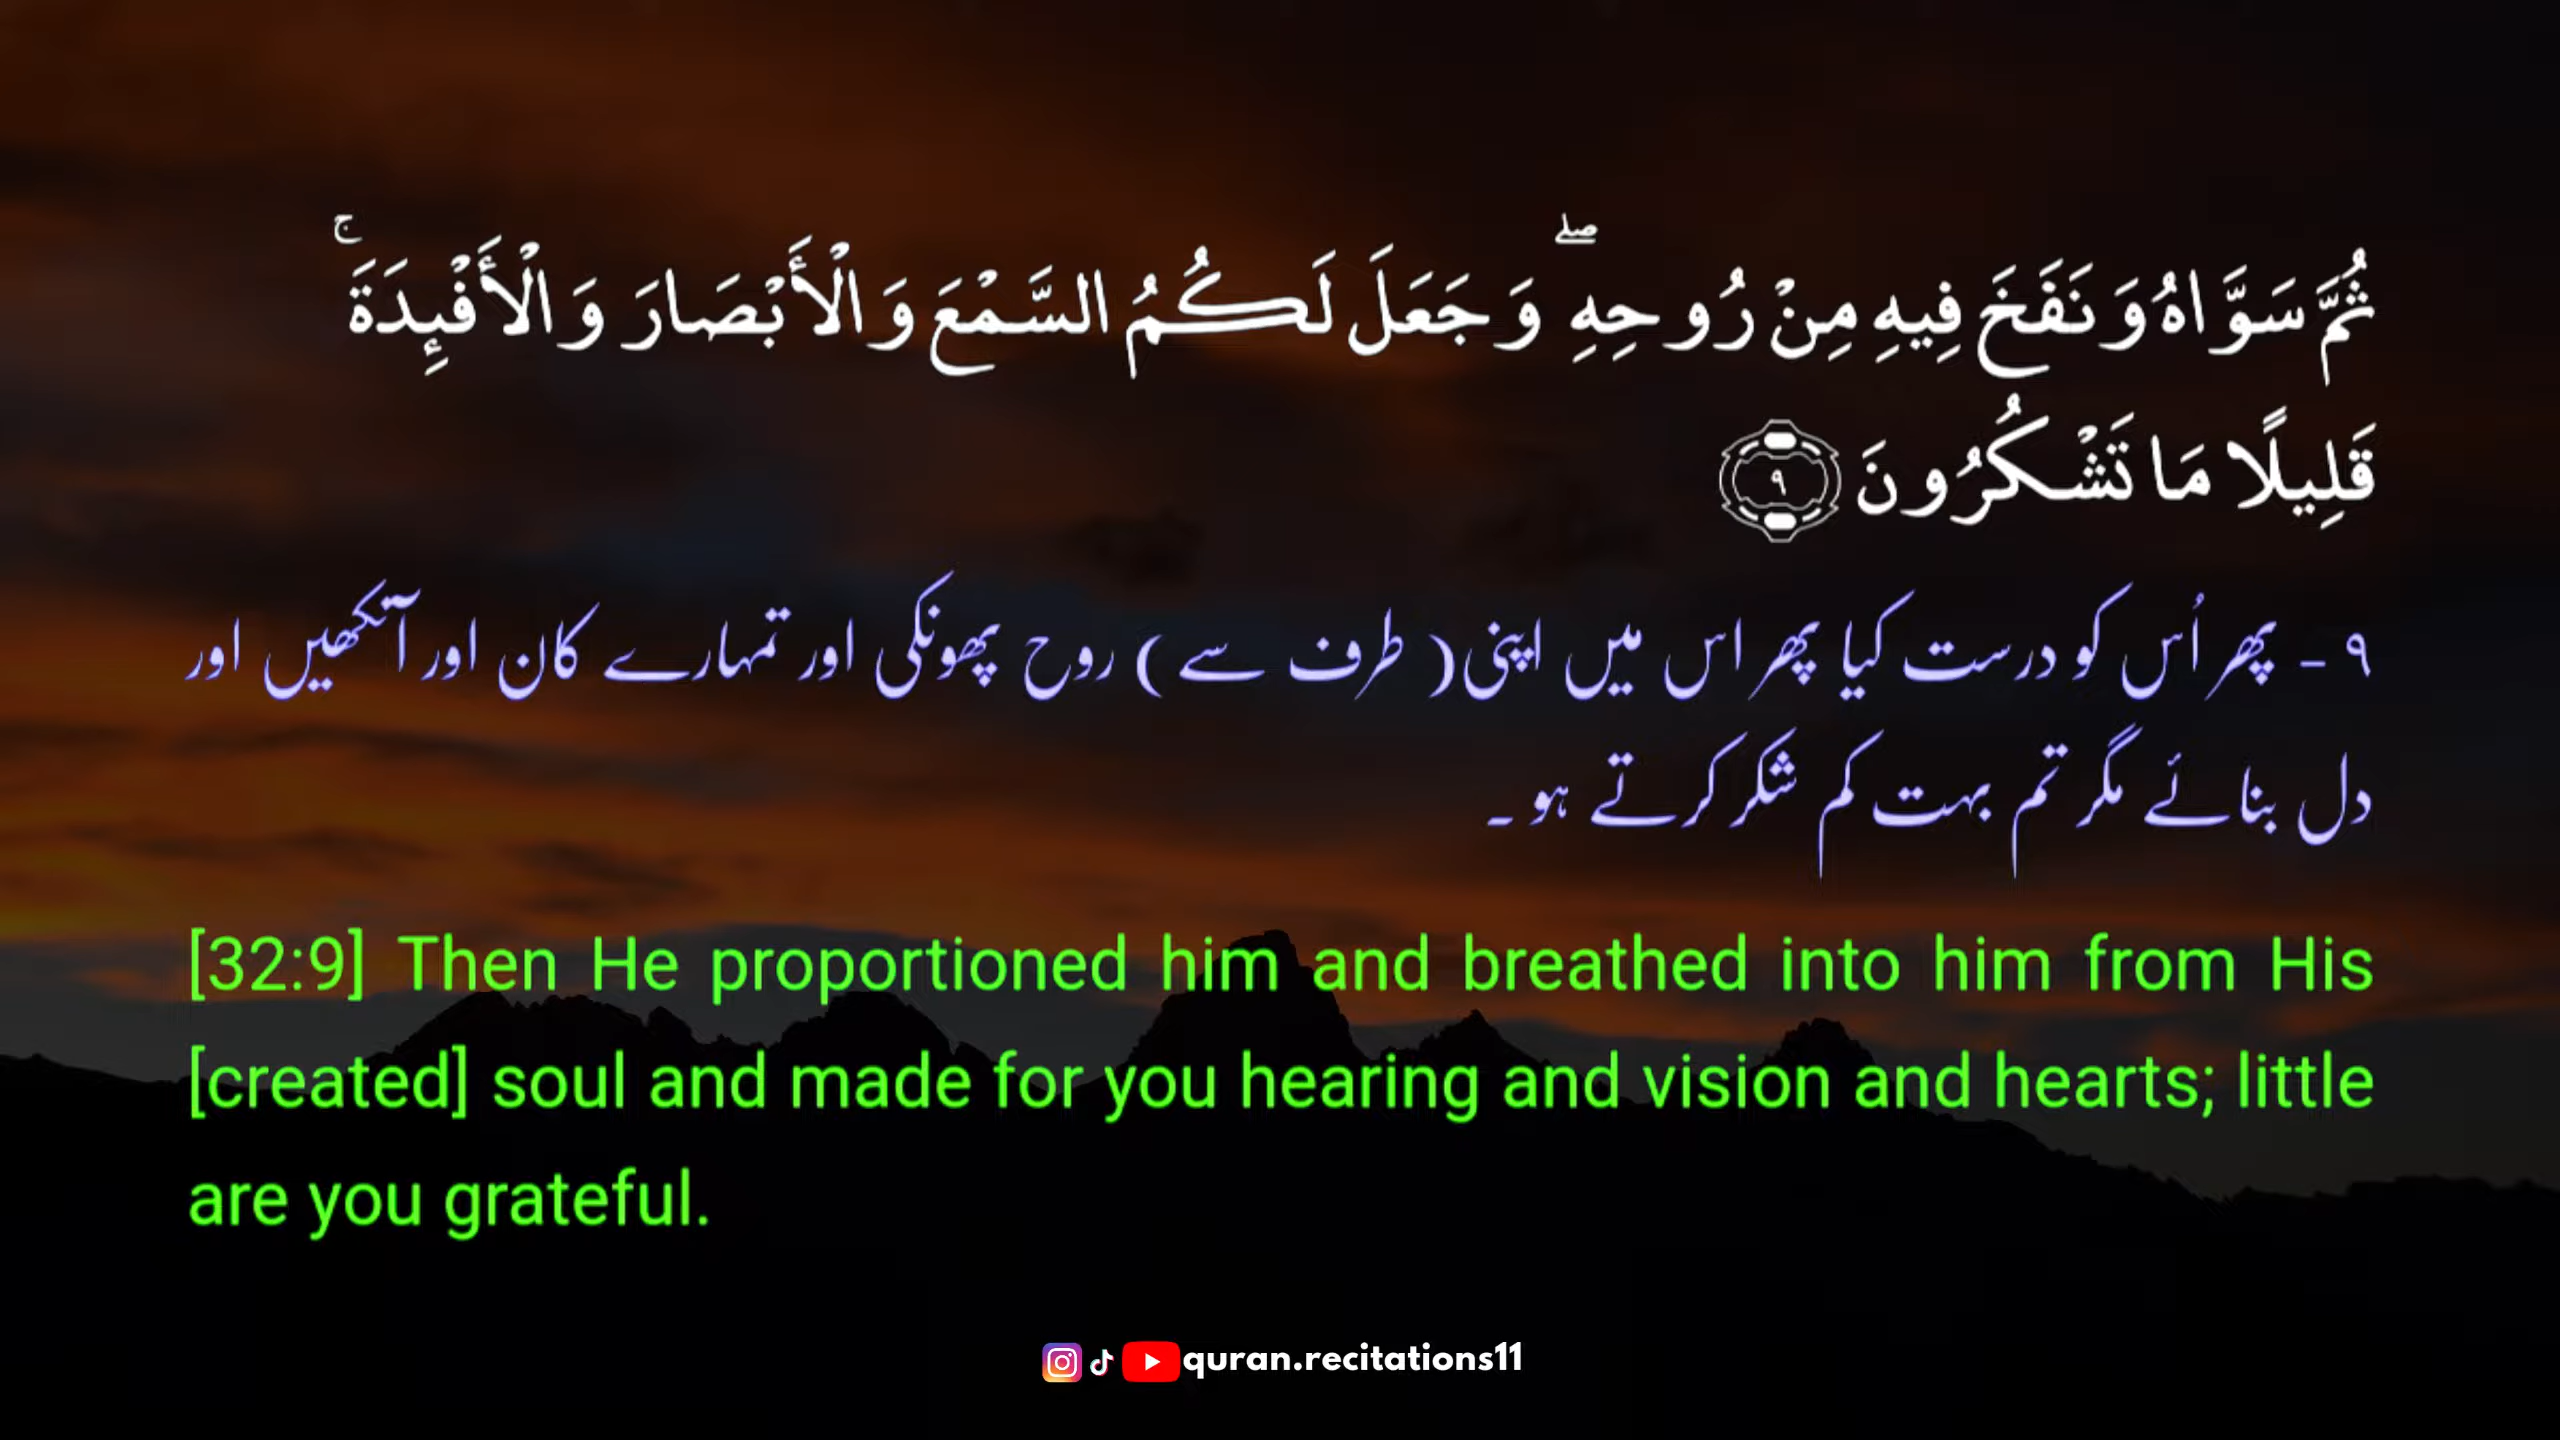 ثُمَّ سَوَّاهُ وَنَفَخَ فِيهِ مِنْ رُوحِهِ ۖ وَجَعَلَ لَكُمُ السَّمْعَ وَالْأَبْصَارَ وَالْأَفْئِدَةَ ۚ
قَلِيلًا مَا تَشْكُرُونَ ۹
۹ - پھر اُس کو درست کیا پھر اس میں اپنی( طرف سے ) روح پھونکی اور تمہارے کان اور آنکھیں اور
دل بنائے مگر تم بہت کم شکر کرتے ہو ۔
[32:9] Then He proportioned him and breathed into him from His
[created] soul and made for you hearing and vision and hearts; little
are you grateful.
quran.recitations11